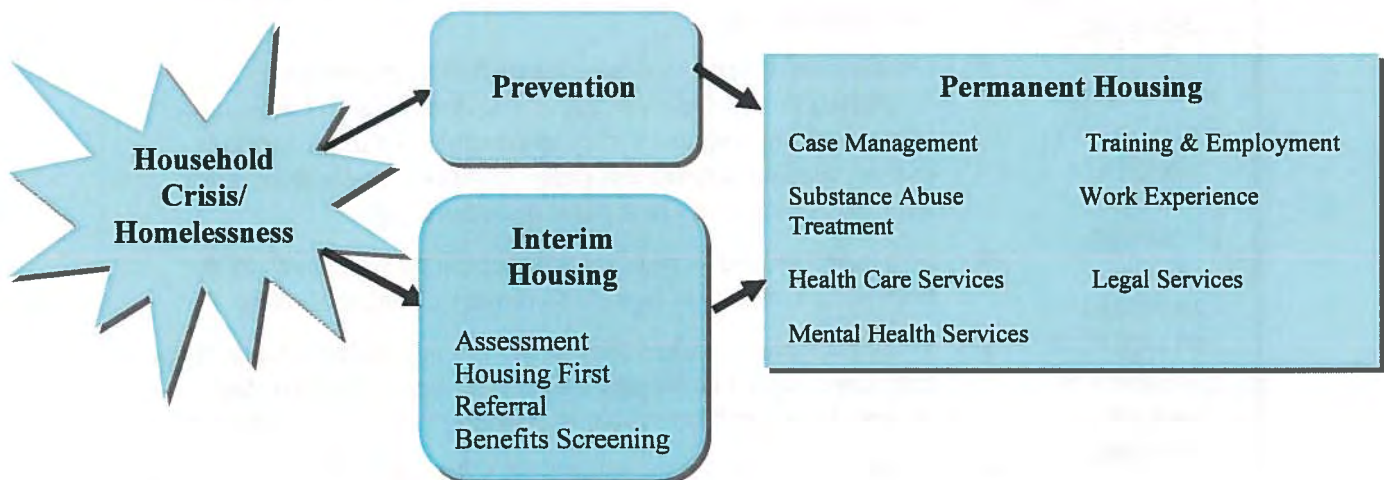 Household
Crisis/
Homelessness
Prevention
Interim
Housing
Assessment
Housing First
Referral
Benefits Screening
Permanent Housing
Case Management
Training & Employment
Substance Abuse
Treatment
Work Experience
Health Care Services
Legal Services
Mental Health Services